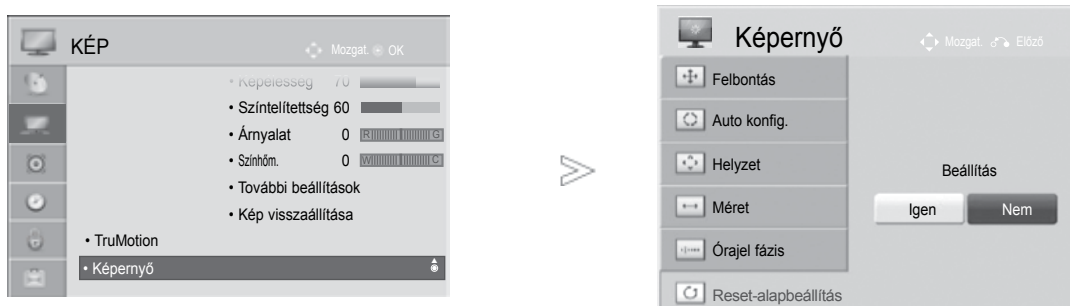 KÉP
Mozgat. OK
• Képélesség 70
• Színtelítettség 60
• Árnyalat 0 R G
• Színhőm. 0 W C
• További beállítások
• Kép visszaállítása
• TruMotion
• Képernyő
Képernyő
Mozgat. Előző
Felbontás
Auto konfig.
Helyzet
Méret
Órajel fázis
Reset-alapbeállítás
Beállítás
Igen Nem